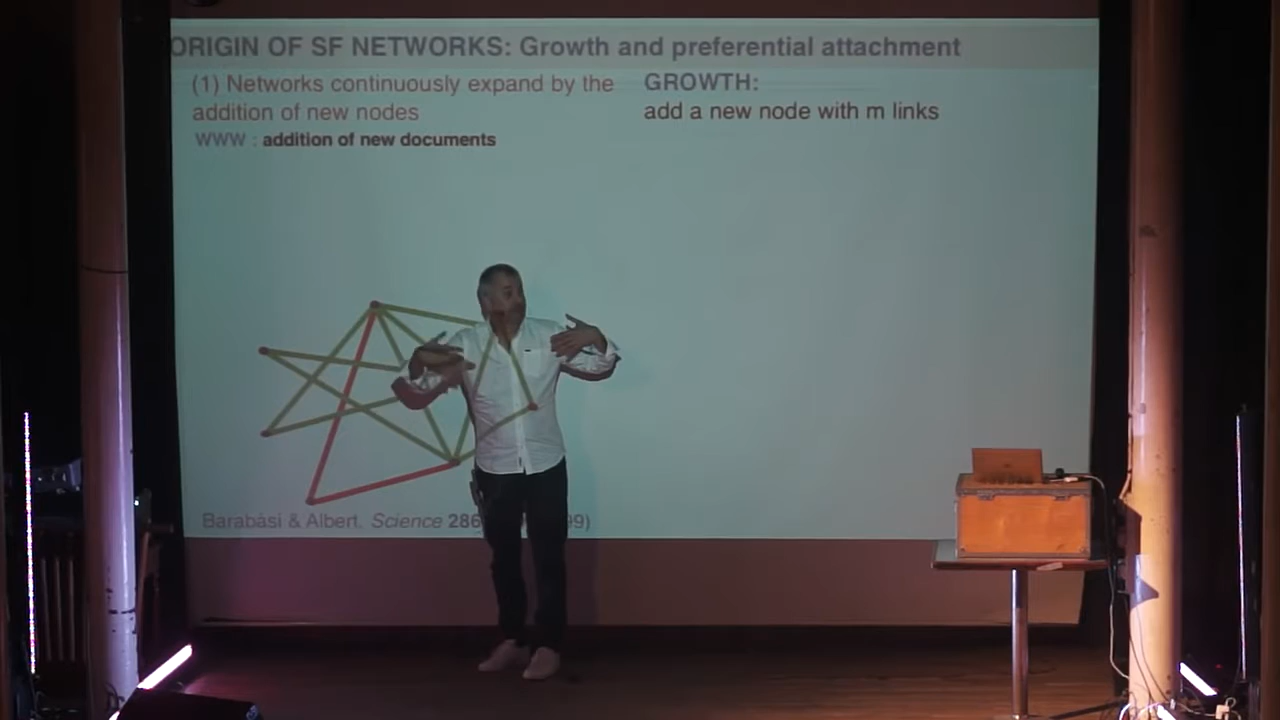 ORIGIN OF SF NETWORKS: Growth and preferential attachment
(1) Networks continuously expand by the
addition of new nodes
WWW : addition of new documents
GROWTH:
add a new node with m links
Barabási & Albert. Science 286 99)